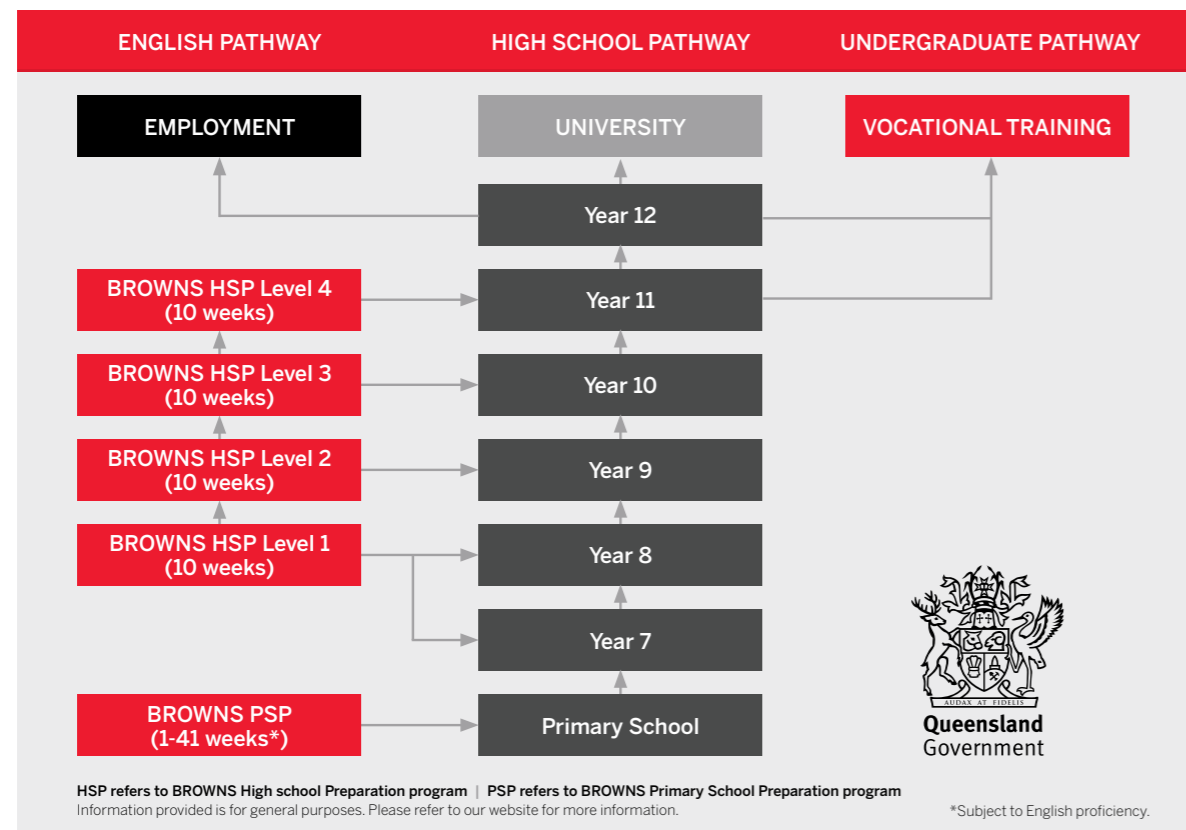 ENGLISH PATHWAY
HIGH SCHOOL PATHWAY
UNDERGRADUATE PATHWAY
EMPLOYMENT
UNIVERSITY
VOCATIONAL TRAINING
Year 12
BROWNS HSP Level 4
(10 weeks)
Year 11
BROWNS HSP Level 3
(10 weeks)
Year 10
BROWNS HSP Level 2
(10 weeks)
Year 9
BROWNS HSP Level 1
(10 weeks)
Year 8
Year 7
BROWNS PSP
(1-41 weeks*)
Primary School
AUDAX AT FIDELIS
Queensland
Government
HSP refers to BROWNS High school Preparation program | PSP refers to BROWNS Primary School Preparation program
Information provided is for general purposes. Please refer to our website for more information.
*Subject to English proficiency.